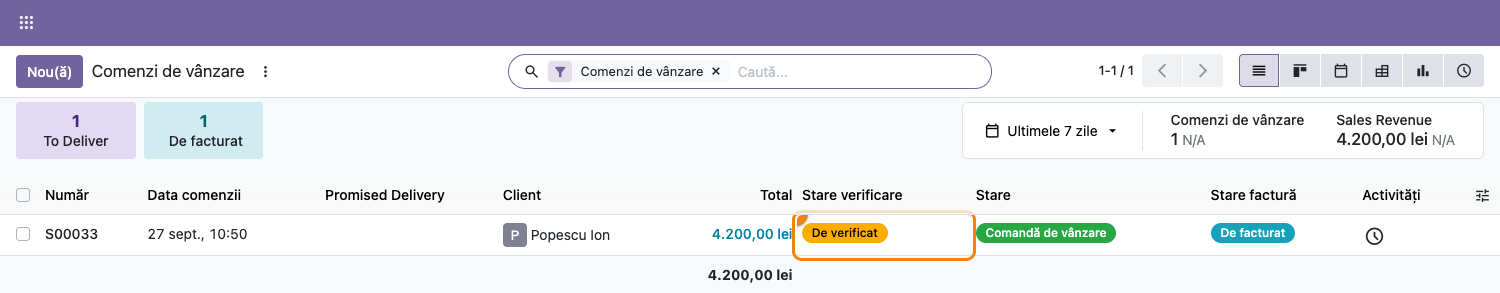 Nou(ă) Comenzi de vânzare Comenzi de vânzare × Caută... 1-1 / 1
1
To Deliver
1
De facturat
Ultimele 7 zile
Comenzi de vânzare
1 N/A
Sales Revenue
4.200,00 lei N/A
Număr Data comenzii Promised Delivery Client Total Stare verificare Stare Stare factură Activități
S00033 27 sept., 10:50 P Popescu Ion 4.200,00 lei De verificat Comandă de vânzare De facturat
4.200,00 lei